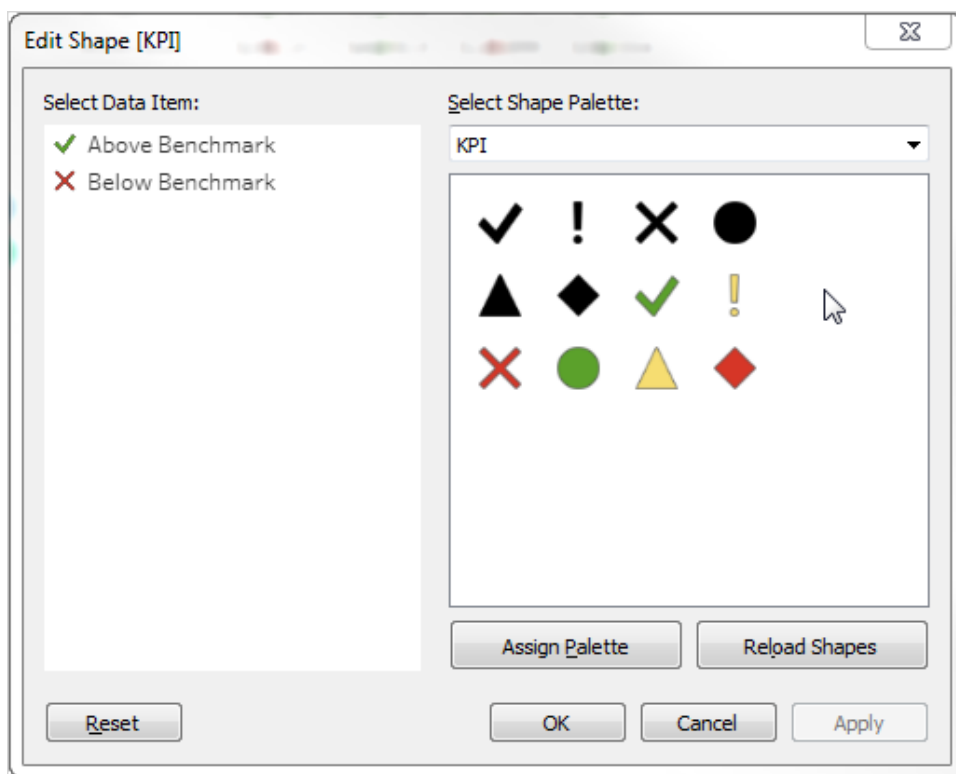 Edit Shape [KPI]
Select Data Item:
Above Benchmark
Below Benchmark
Select Shape Palette:
KPI
Assign Palette
Reload Shapes
Reset
OK
Cancel
Apply